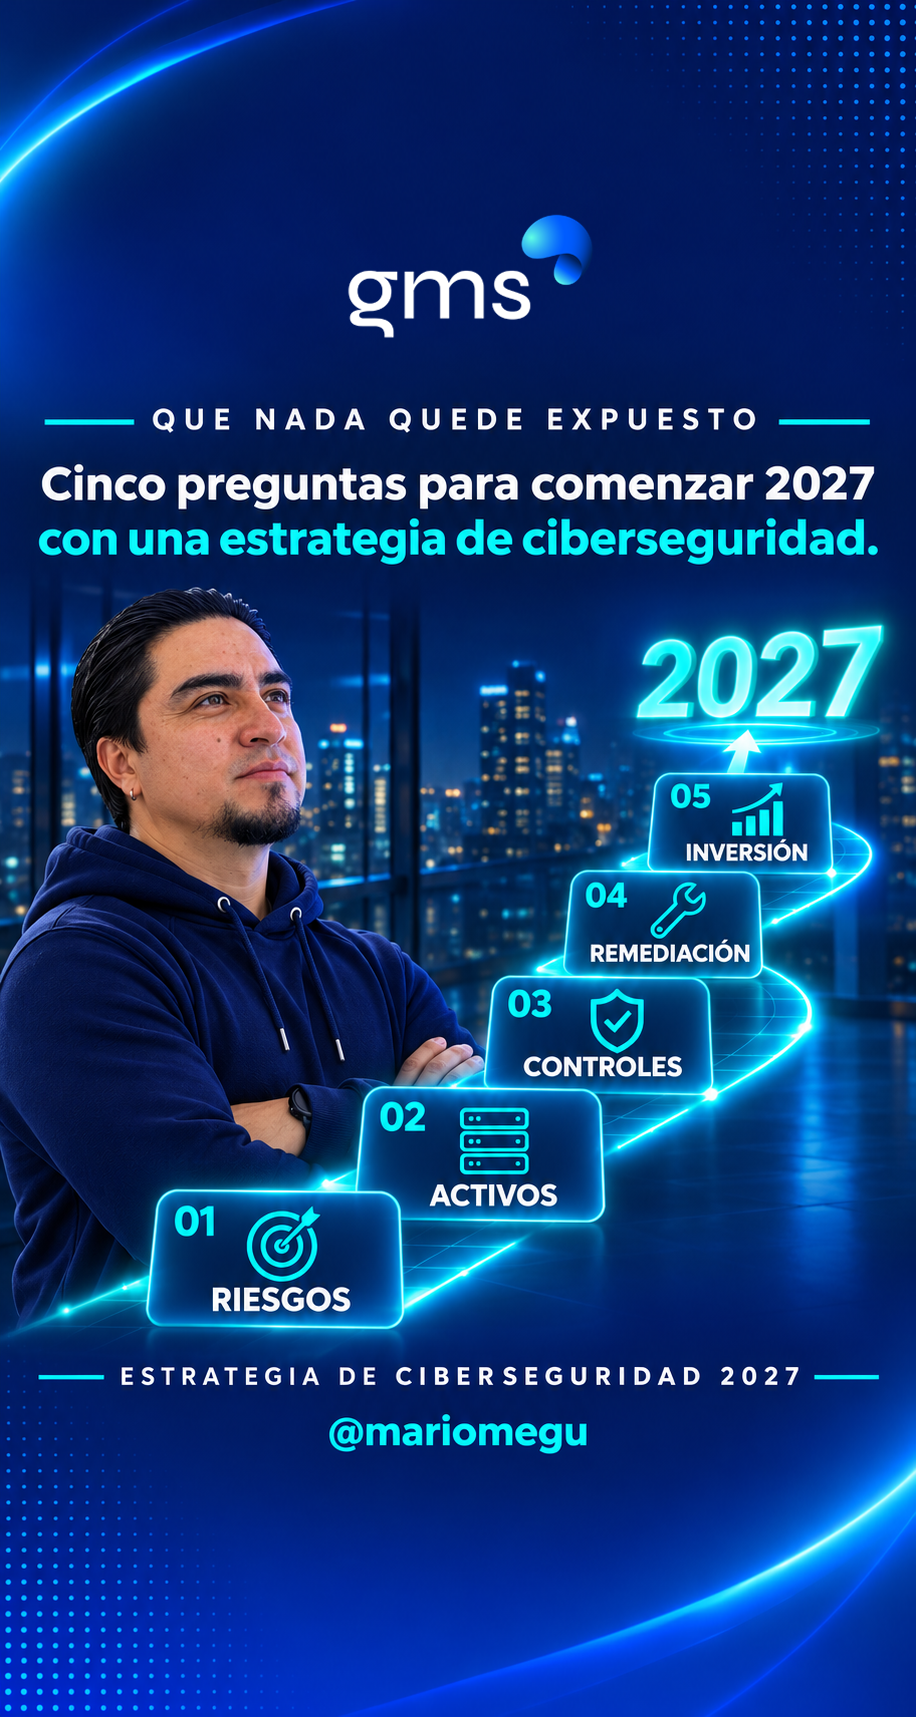 gms
QUE NADA QUEDE EXPUESTO
Cinco preguntas para comenzar 2027
con una estrategia de ciberseguridad.
2027
05
INVERSIÓN
04
REMEDIACIÓN
03
CONTROLES
02
ACTIVOS
01
RIESGOS
ESTRATEGIA DE CIBERSEGURIDAD 2027
@mariomegu